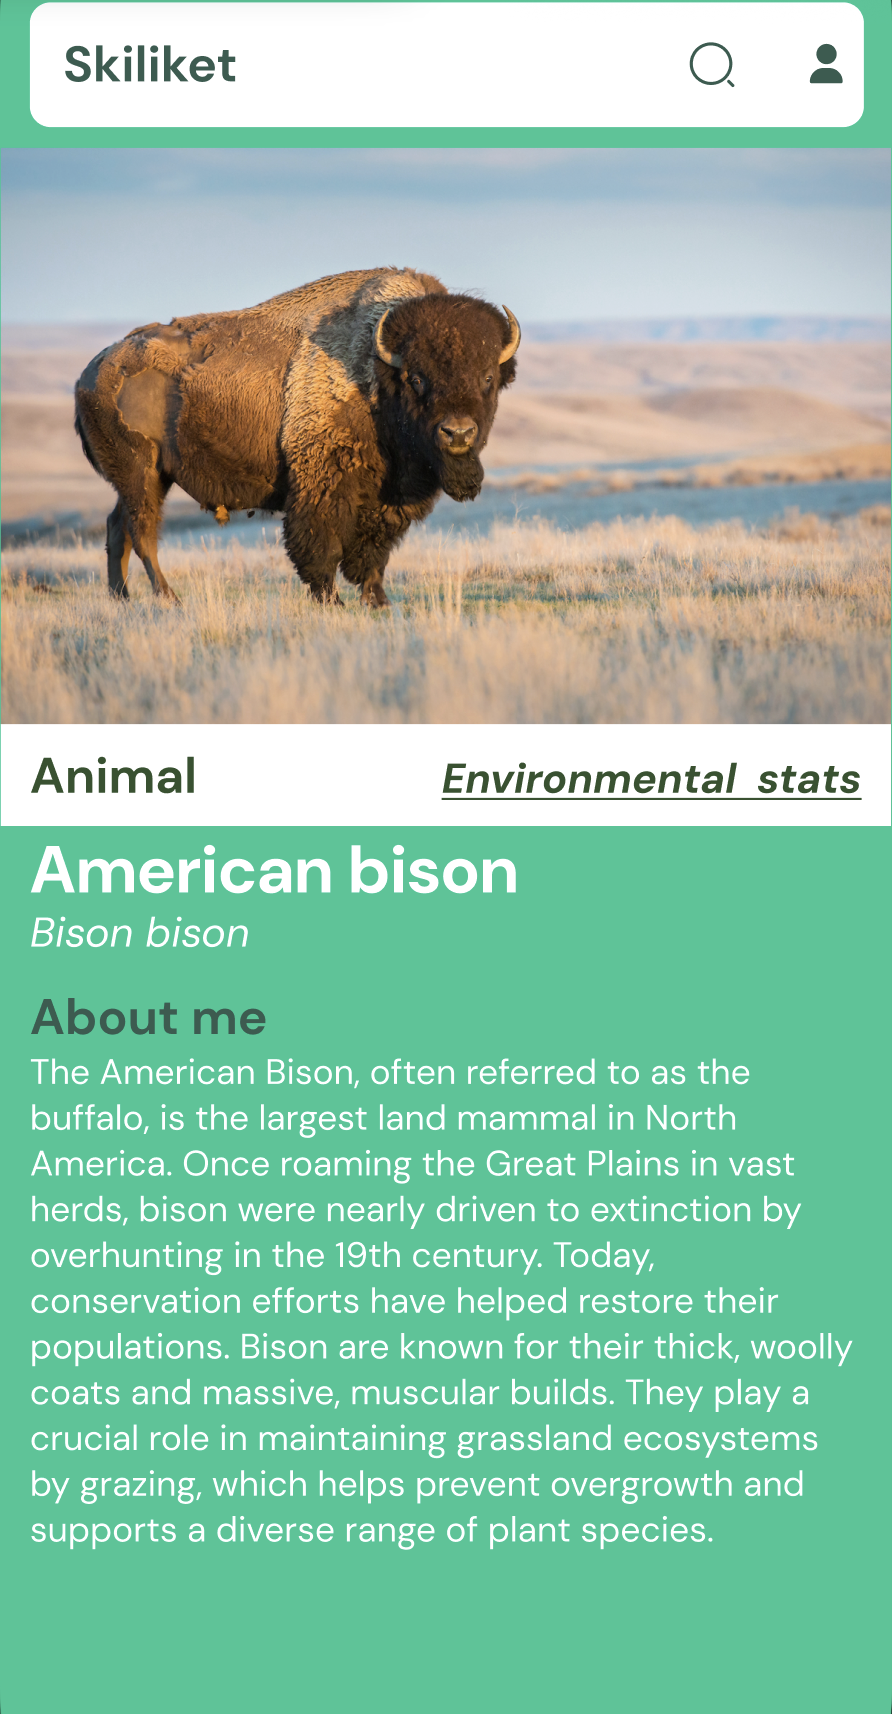 Skiliket
Animal
Environmental stats
American bison
Bison bison
About me
The American Bison, often referred to as the
buffalo, is the largest land mammal in North
America. Once roaming the Great Plains in vast
herds, bison were nearly driven to extinction by
overhunting in the 19th century. Today,
conservation efforts have helped restore their
populations. Bison are known for their thick, woolly
coats and massive, muscular builds. They play a
crucial role in maintaining grassland ecosystems
by grazing, which helps prevent overgrowth and
supports a diverse range of plant species.